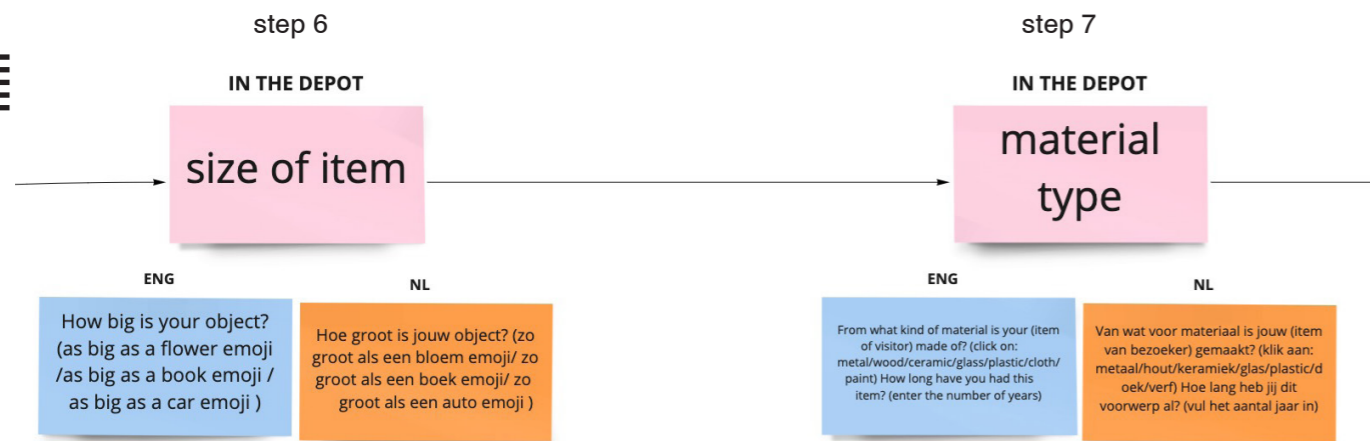 step 6
IN THE DEPOT
size of item
ENG
How big is your object?
(as big as a flower emoji
/as big as a book emoji /
as big as a car emoji )
NL
Hoe groot is jouw object? (zo
groot als een bloem emoji/ zo
groot als een boek emoji/ zo
groot als een auto emoji )
step 7
IN THE DEPOT
material
type
ENG
From what kind of material is your (item
of visitor) made of? (click on:
metal/wood/ceramic/glass/plastic/cloth/
paint) How long have you had this
item? (enter the number of years)
NL
Van wat voor materiaal is jouw (item
van bezoeker) gemaakt? (klik aan:
metaal/hout/keramiek/glas/plastic/d
oek/verf) Hoe lang heb jij dit
voorwerp al? (vul het aantal jaar in)